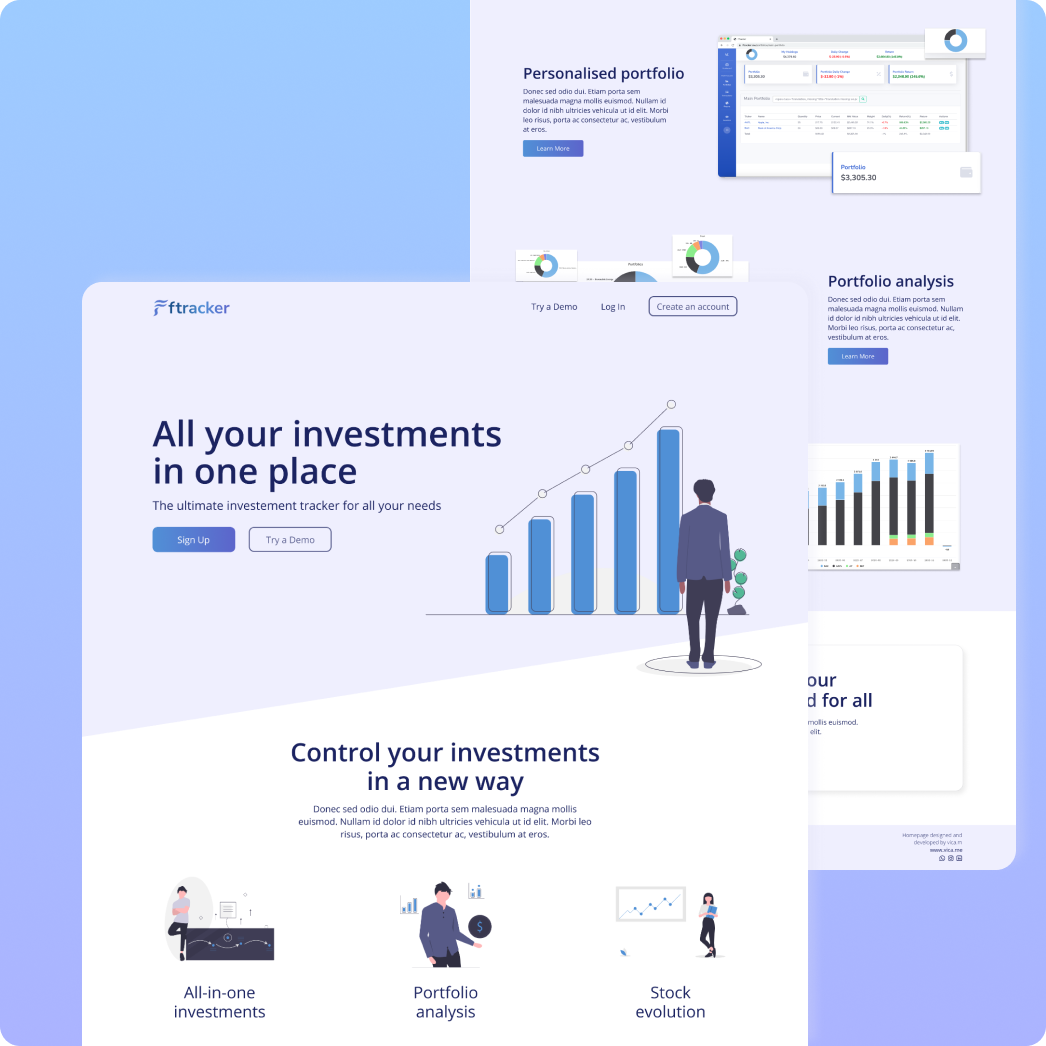 Personalised portfolio
Donec sed odio dui. Etiam porta sem
malesuada magna mollis euismod. Nullam id
dolor id nibh ultricies vehicula ut id elit. Morbi
leo risus, porta ac consectetur ac, vestibulum
at eros.
Learn More
Portfolio
$3,305.30
Portfolio analysis
Donec sed odio dui. Etiam porta sem
malesuada magna mollis euismod. Nullam
id dolor id nibh ultricies vehicula ut id elit.
Morbi leo risus, porta ac consectetur ac,
vestibulum at eros.
Learn More
ftracker
Try a Demo
Log In
Create an account
All your investments
in one place
The ultimate investement tracker for all your needs
Sign Up
Try a Demo
our
d for all
mollis euismod.
elit.
Control your investments
in a new way
Donec sed odio dui. Etiam porta sem malesuada magna mollis
euismod. Nullam id dolor id nibh ultricies vehicula ut id elit. Morbi leo
risus, porta ac consectetur ac, vestibulum at eros.
Homepage designed and
developed by vica:m
www.vica.me
$
All-in-one
investments
Portfolio
analysis
Stock
evolution